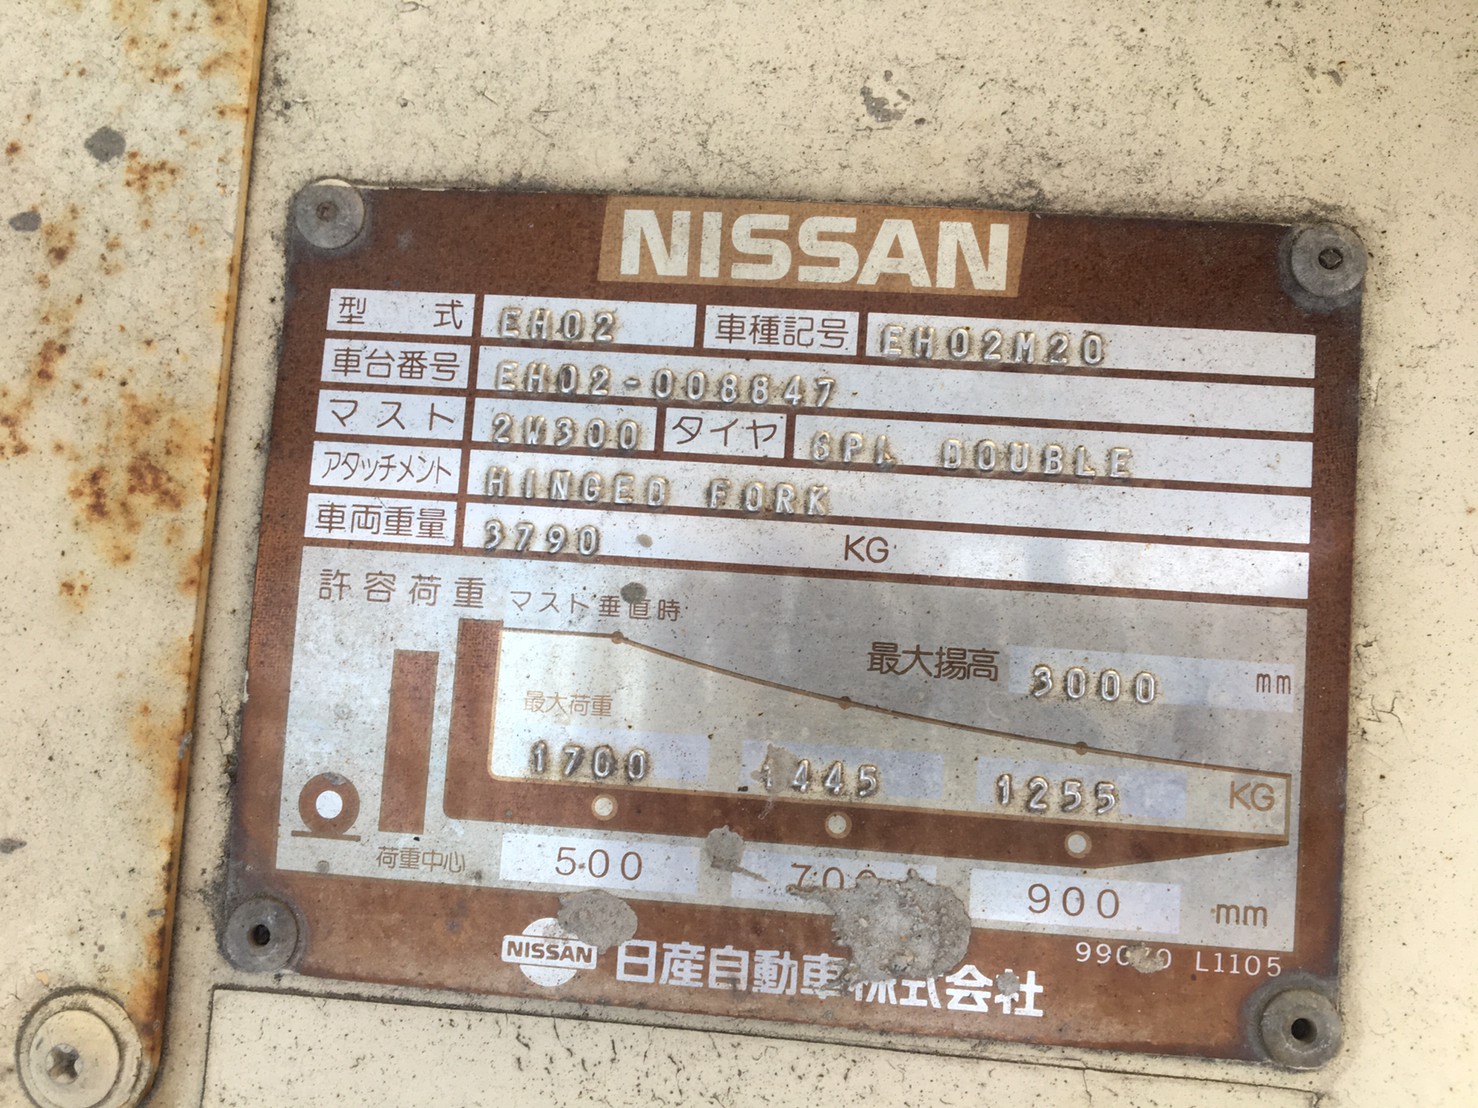 NISSAN
型式 EH02 車種記号 EH02M20
車台番号 EH02-008847
マスト 2W300 タイヤ 6PL DOUBLE
アタッチメント HINGED FORK
車両重量 3790 KG
許容荷重 マスト垂直時
最大揚高 3000 mm
最大荷重
1700 1445 1255 KG
荷重中心 500 700 900 mm
NISSAN 日産自動車株式会社
L1105